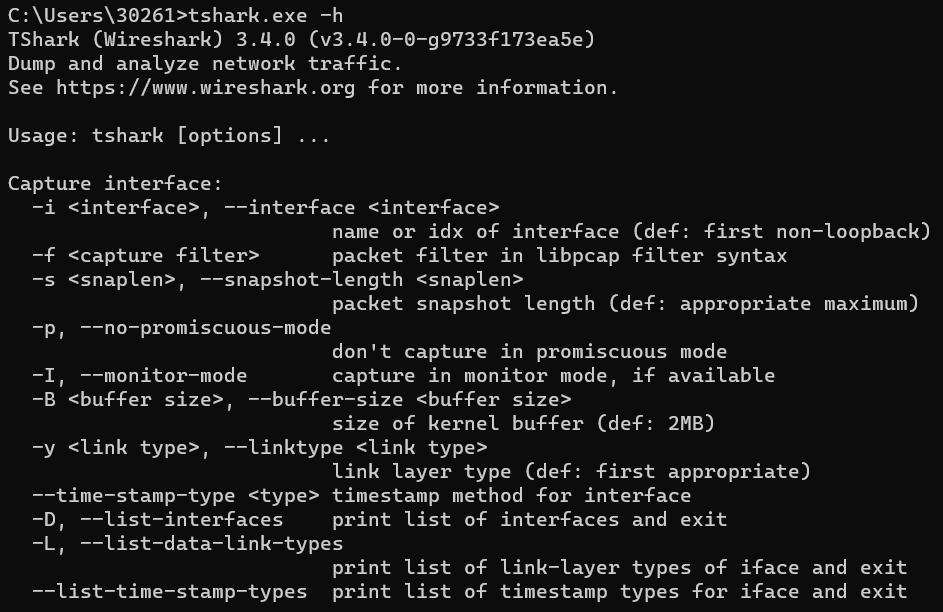 C:\Users\30261>tshark.exe -h
TShark (Wireshark) 3.4.0 (v3.4.0-0-g9733f173ea5e)
Dump and analyze network traffic.
See https://www.wireshark.org for more information.

Usage: tshark [options] ...

Capture interface:
  -i <interface>, --interface <interface>
                           name or idx of interface (def: first non-loopback)
  -f <capture filter>      packet filter in libpcap filter syntax
  -s <snaplen>, --snapshot-length <snaplen>
                           packet snapshot length (def: appropriate maximum)
  -p, --no-promiscuous-mode
                           don't capture in promiscuous mode
  -I, --monitor-mode       capture in monitor mode, if available
  -B <buffer size>, --buffer-size <buffer size>
                           size of kernel buffer (def: 2MB)
  -y <link type>, --linktype <link type>
                           link layer type (def: first appropriate)
  --time-stamp-type <type> timestamp method for interface
  -D, --list-interfaces    print list of interfaces and exit
  -L, --list-data-link-types
                           print list of link-layer types of iface and exit
  --list-time-stamp-types  print list of timestamp types for iface and exit